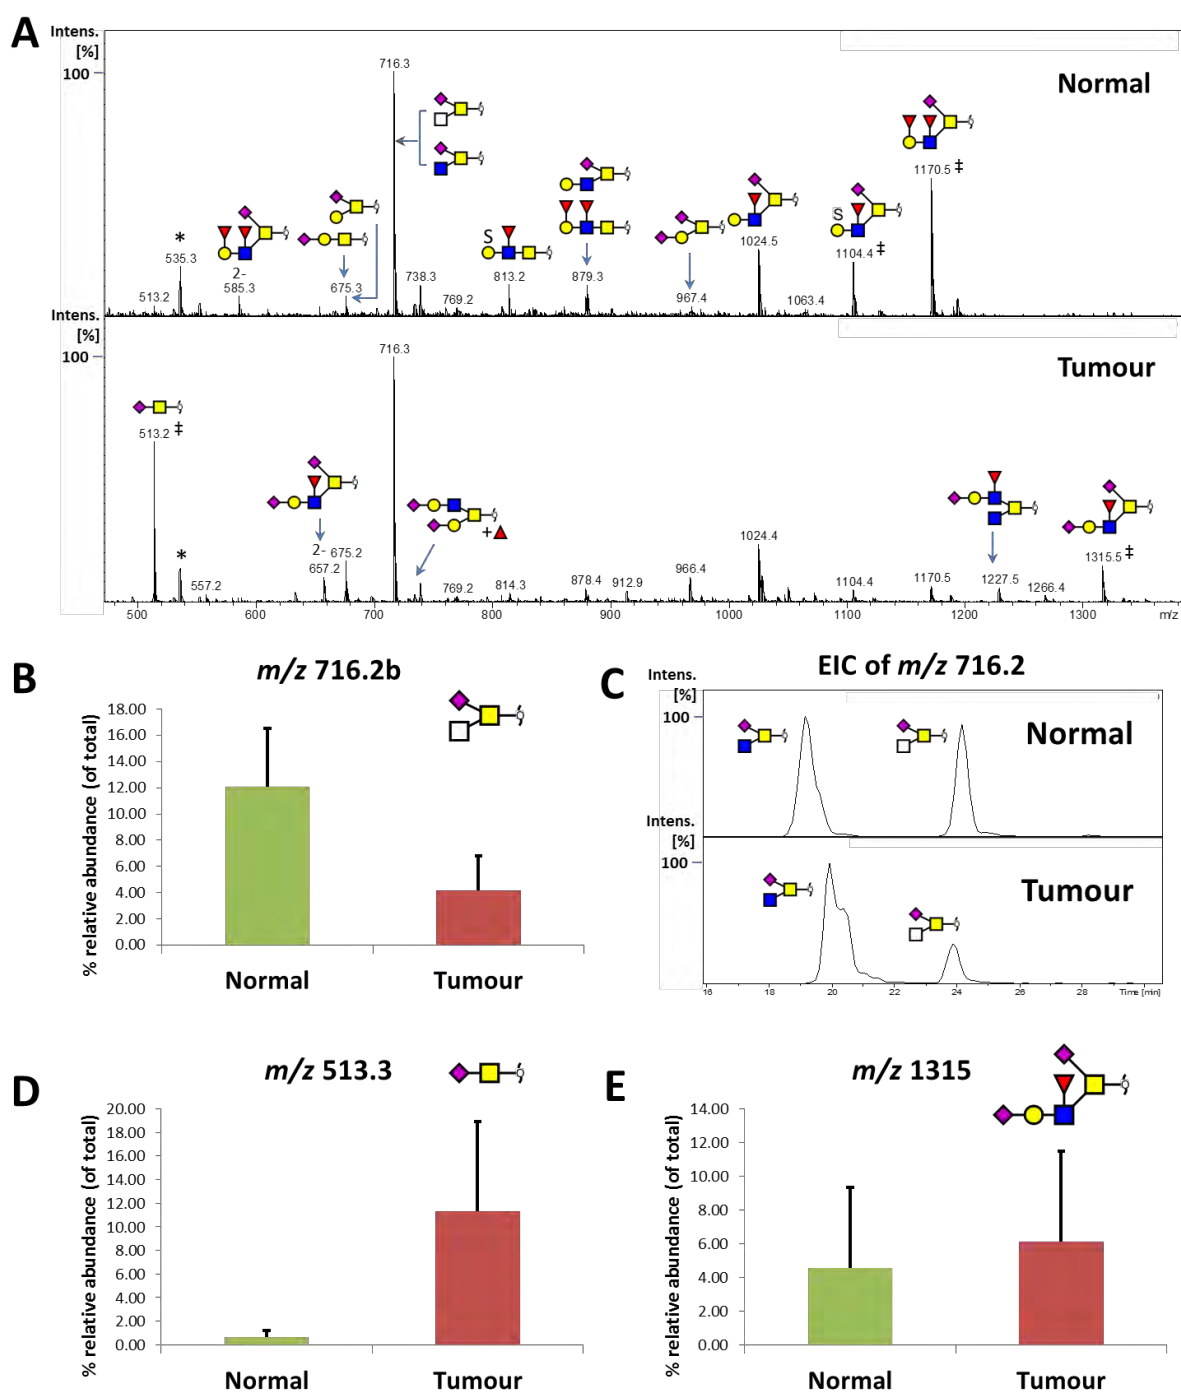 A
Intens.
[%]
100
Normal
716.3
1170.5 ‡
1024.5
S
1104.4
‡
*
535.3
513.2
2-
585.3
675.3
738.3
769.2
S
813.2
879.3
967.4
1063.4
Intens.
[%]
100
Tumour
716.3
513.2 ‡
*
557.2
2-
657.2
675.2
+
769.2
814.3
878.4
912.9
966.4
1024.4
1104.4
1170.5
1227.5
1266.4
1315.5 ‡
500 600 700 800 900 1000 1100 1200 1300 m/z
B
m/z 716.2b
% relative abundance (of total)
18.00
16.00
14.00
12.00
10.00
8.00
6.00
4.00
2.00
0.00
Normal Tumour
C
EIC of m/z 716.2
Intens.
[%]
100
Normal
Intens.
[%]
100
Tumour
16 18 20 22 24 26 28 Time [min]
D
m/z 513.3
% relative abundance (of total)
20.00
18.00
16.00
14.00
12.00
10.00
8.00
6.00
4.00
2.00
0.00
Normal Tumour
E
m/z 1315
% relative abundance (of total)
14.00
12.00
10.00
8.00
6.00
4.00
2.00
0.00
Normal Tumour